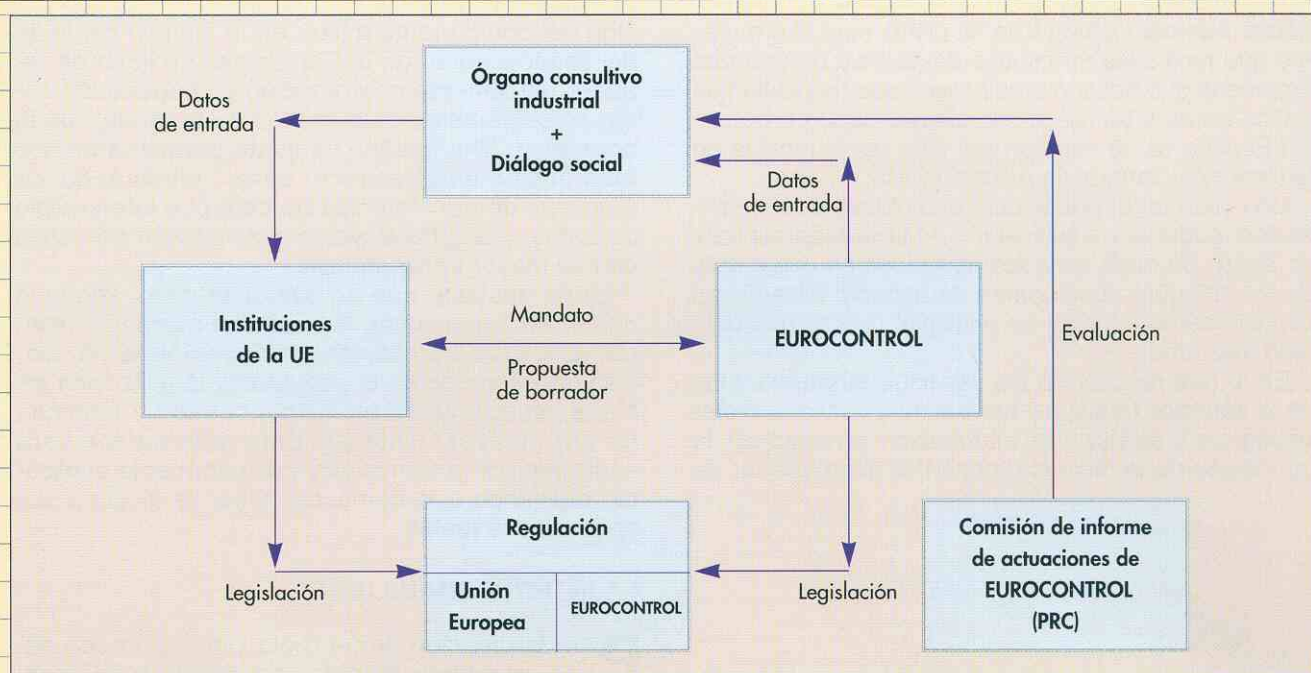 Órgano consultivo
industrial
+
Diálogo social
Datos
de entrada
Datos
de entrada
Instituciones
de la UE
Mandato
Propuesta
de borrador
EUROCONTROL
Evaluación
Regulación
Unión
Europea
EUROCONTROL
Legislación
Legislación
Comisión de informe
de actuaciones de
EUROCONTROL
(PRC)